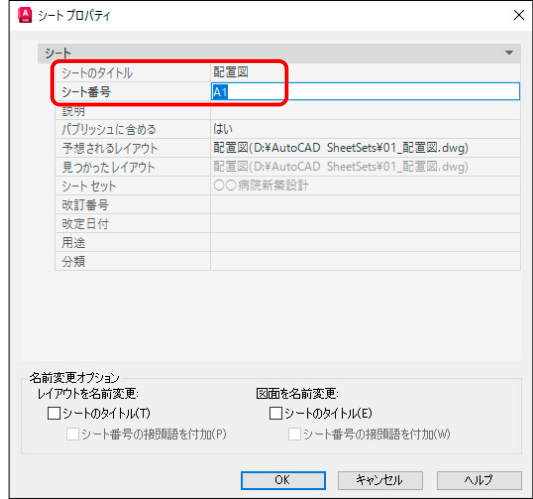 シート プロパティ
シート
シートのタイトル 配置図
シート番号 A1
説明
パブリッシュに含める はい
予想されるレイアウト 配置図(D:¥AutoCAD SheetSets¥01_配置図.dwg)
見つかったレイアウト 配置図(D:¥AutoCAD SheetSets¥01_配置図.dwg)
シート セット 〇〇病院新築設計
改訂番号
改定日付
用途
分類
名前変更オプション
レイアウトを名前変更: 図面を名前変更:
シートのタイトル(T) シートのタイトル(E)
シート番号の接頭語を付加(P) シート番号の接頭語を付加(W)
OK キャンセル ヘルプ